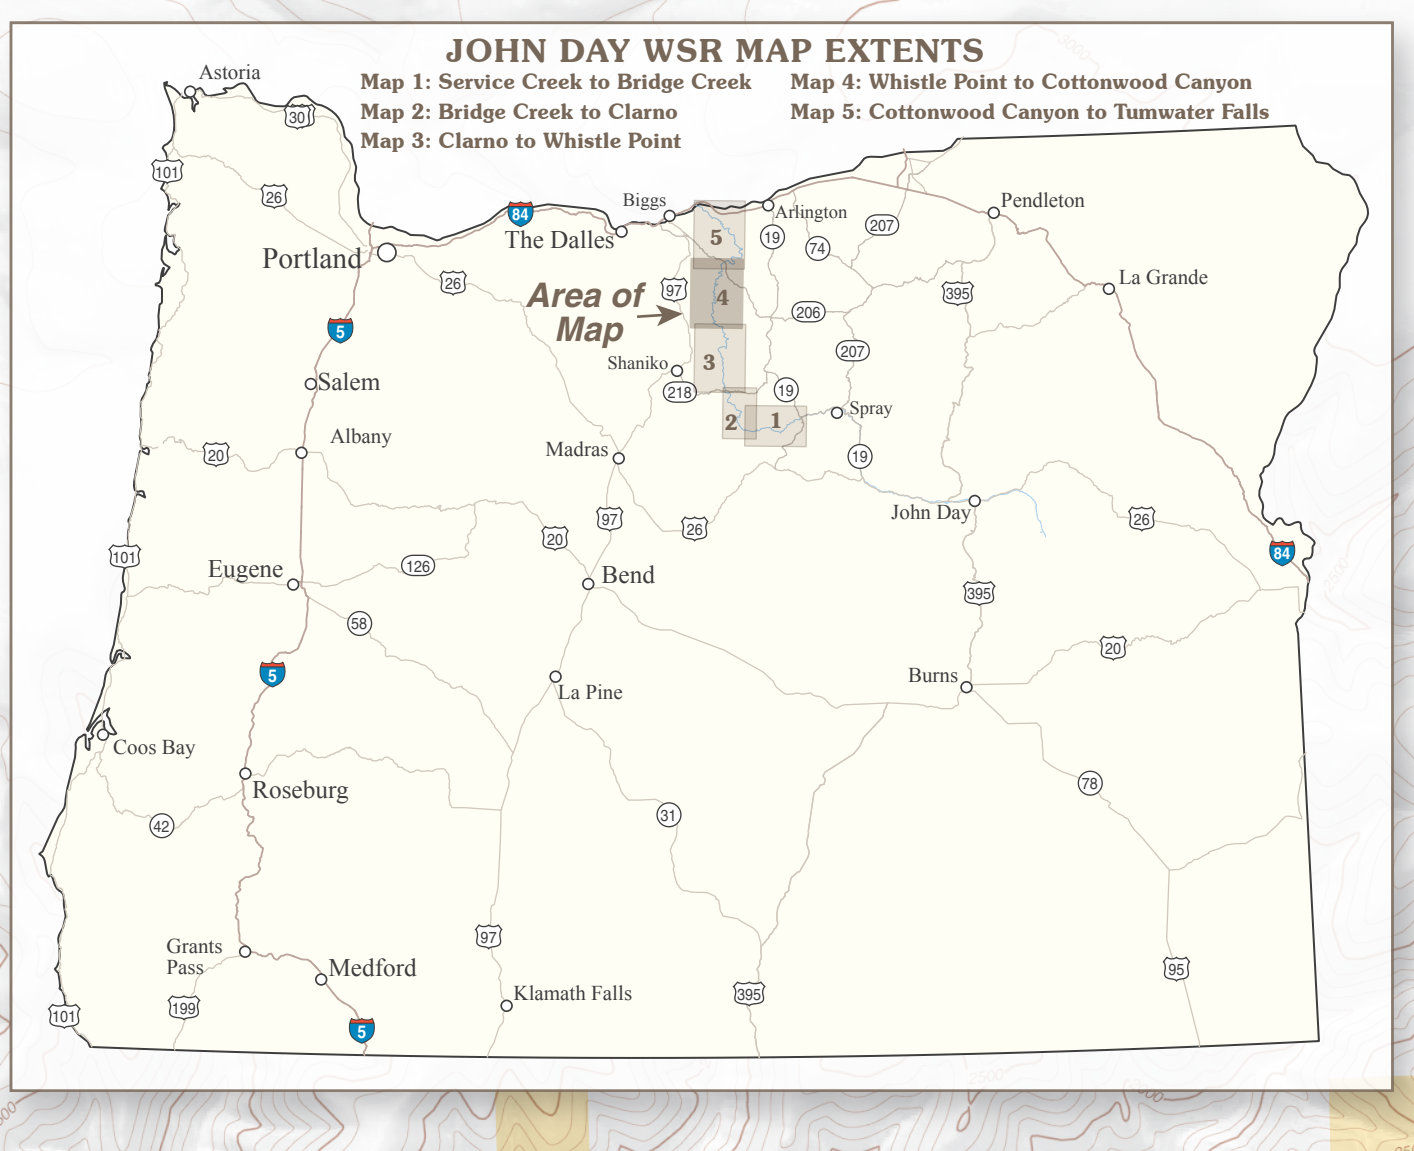 JOHN DAY WSR MAP EXTENTS
Map 1: Service Creek to Bridge Creek
Map 2: Bridge Creek to Clarno
Map 3: Clarno to Whistle Point
Map 4: Whistle Point to Cottonwood Canyon
Map 5: Cottonwood Canyon to Tumwater Falls
3000
Astoria
30
101
26
84
Biggs
Arlington
Pendleton
The Dalles
5
19
74
207
Portland
26
La Grande
Area of
Map
97
4
395
206
5
207
Shaniko
3
218
19
Salem
Spray
2
1
Albany
20
Madras
19
John Day
97
26
20
26
84
101
126
Eugene
Bend
2500
395
58
20
5
Burns
La Pine
Coos Bay
78
Roseburg
31
42
97
Grants
Pass
Medford
95
Klamath Falls
395
199
101
5
2500